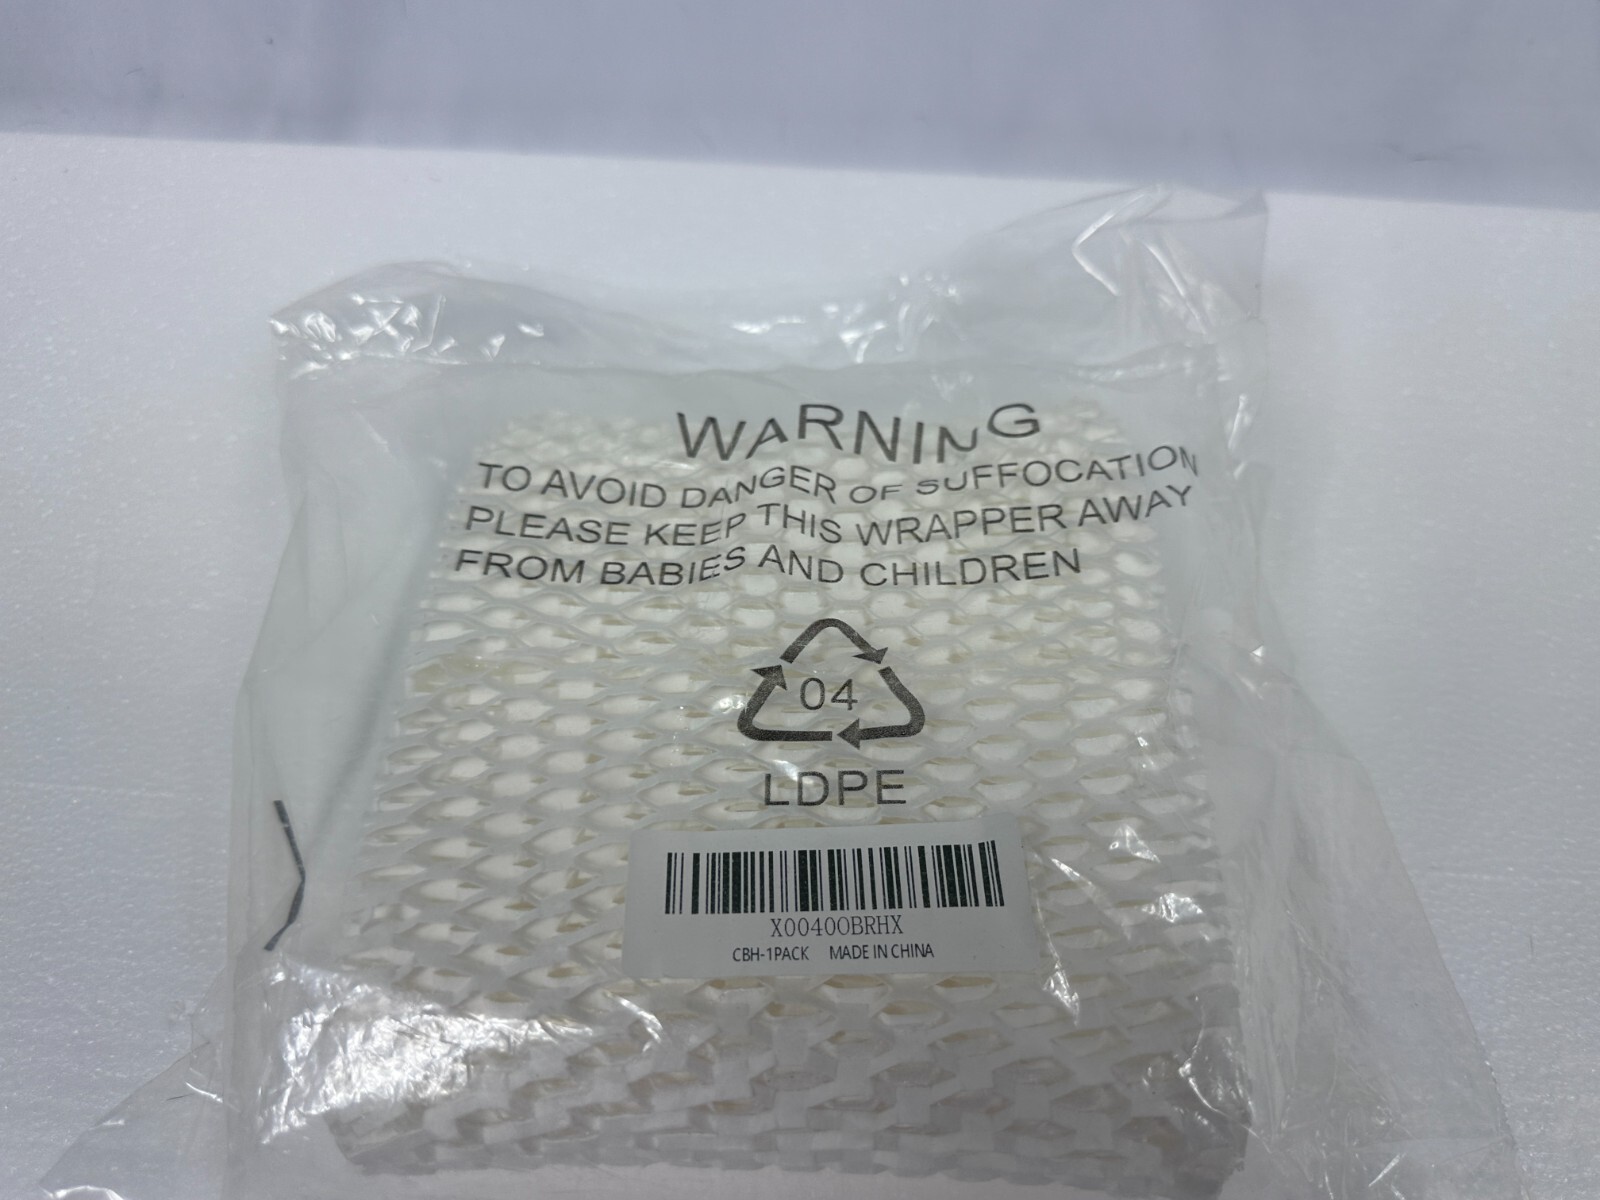 WARNING
TO AVOID DANGER OF SUFFOCATION
PLEASE KEEP THIS WRAPPER AWAY
FROM BABIES AND CHILDREN
04
LDPE
X00400BRHX
CBH-1PACK MADE IN CHINA